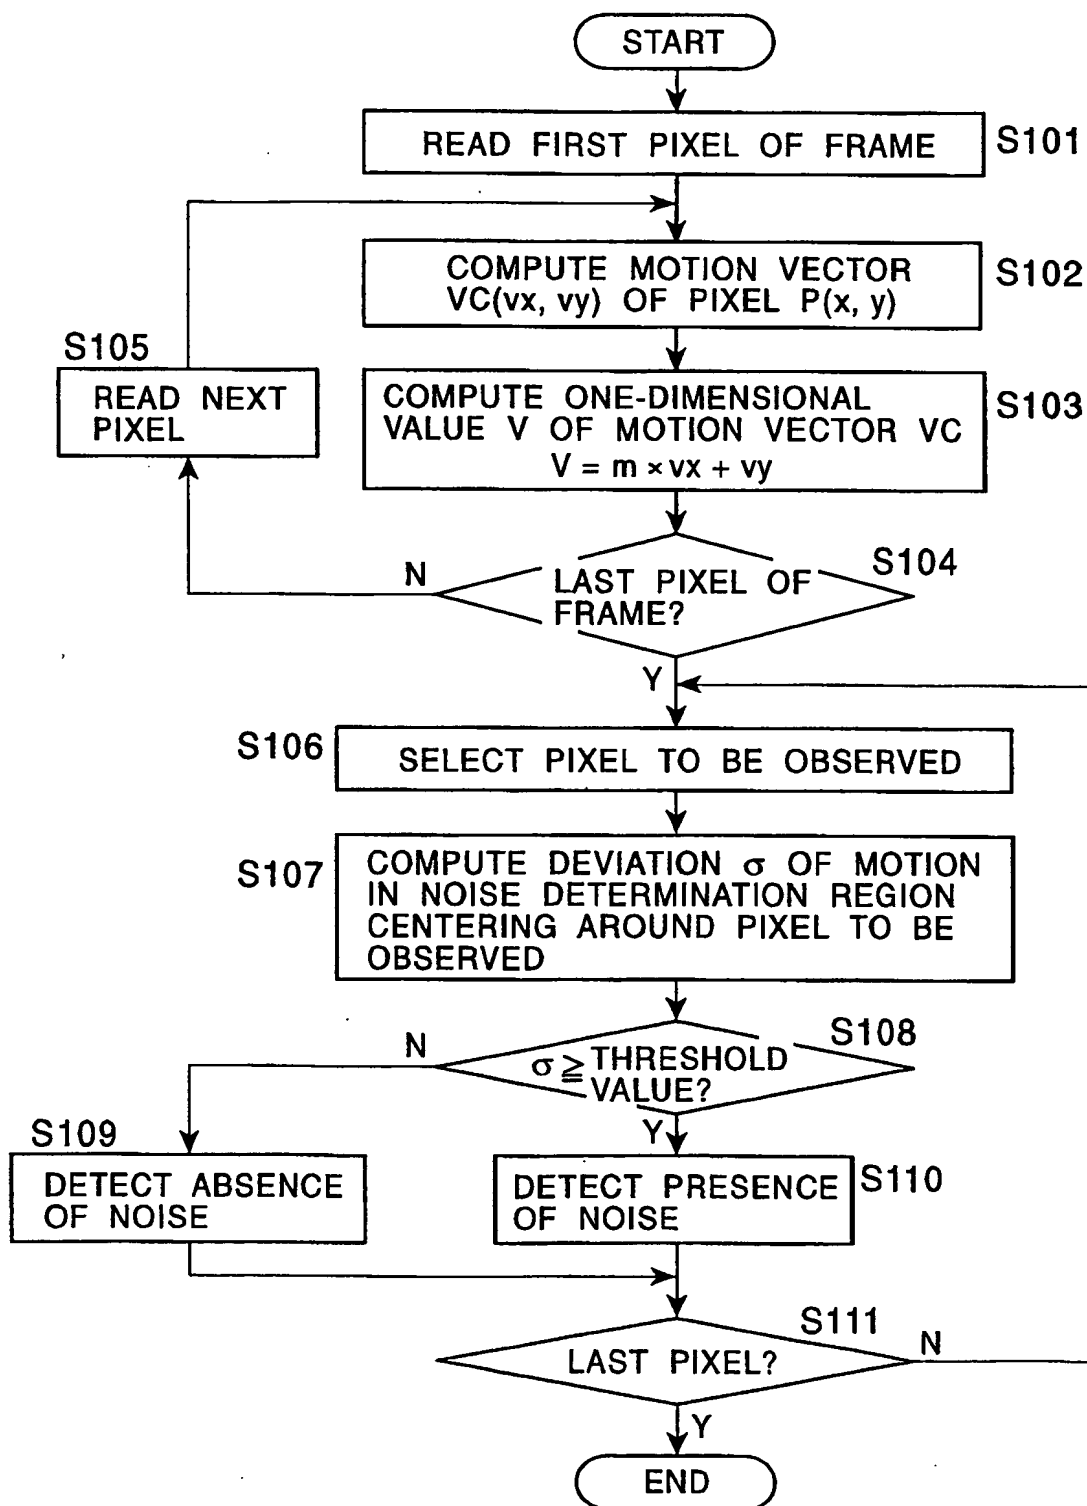 START
READ FIRST PIXEL OF FRAME
S101
COMPUTE MOTION VECTOR
VC(vx, vy) OF PIXEL P(x, y)
S102
S105
READ NEXT
PIXEL
COMPUTE ONE-DIMENSIONAL
VALUE V OF MOTION VECTOR VC
V = m × vx + vy
S103
N
LAST PIXEL OF
FRAME?
S104
Y
S106
SELECT PIXEL TO BE OBSERVED
S107
COMPUTE DEVIATION σ OF MOTION
IN NOISE DETERMINATION REGION
CENTERING AROUND PIXEL TO BE
OBSERVED
N
σ ≧ THRESHOLD
VALUE?
S108
Y
S109
DETECT ABSENCE
OF NOISE
DETECT PRESENCE
OF NOISE
S110
S111
LAST PIXEL?
N
Y
END